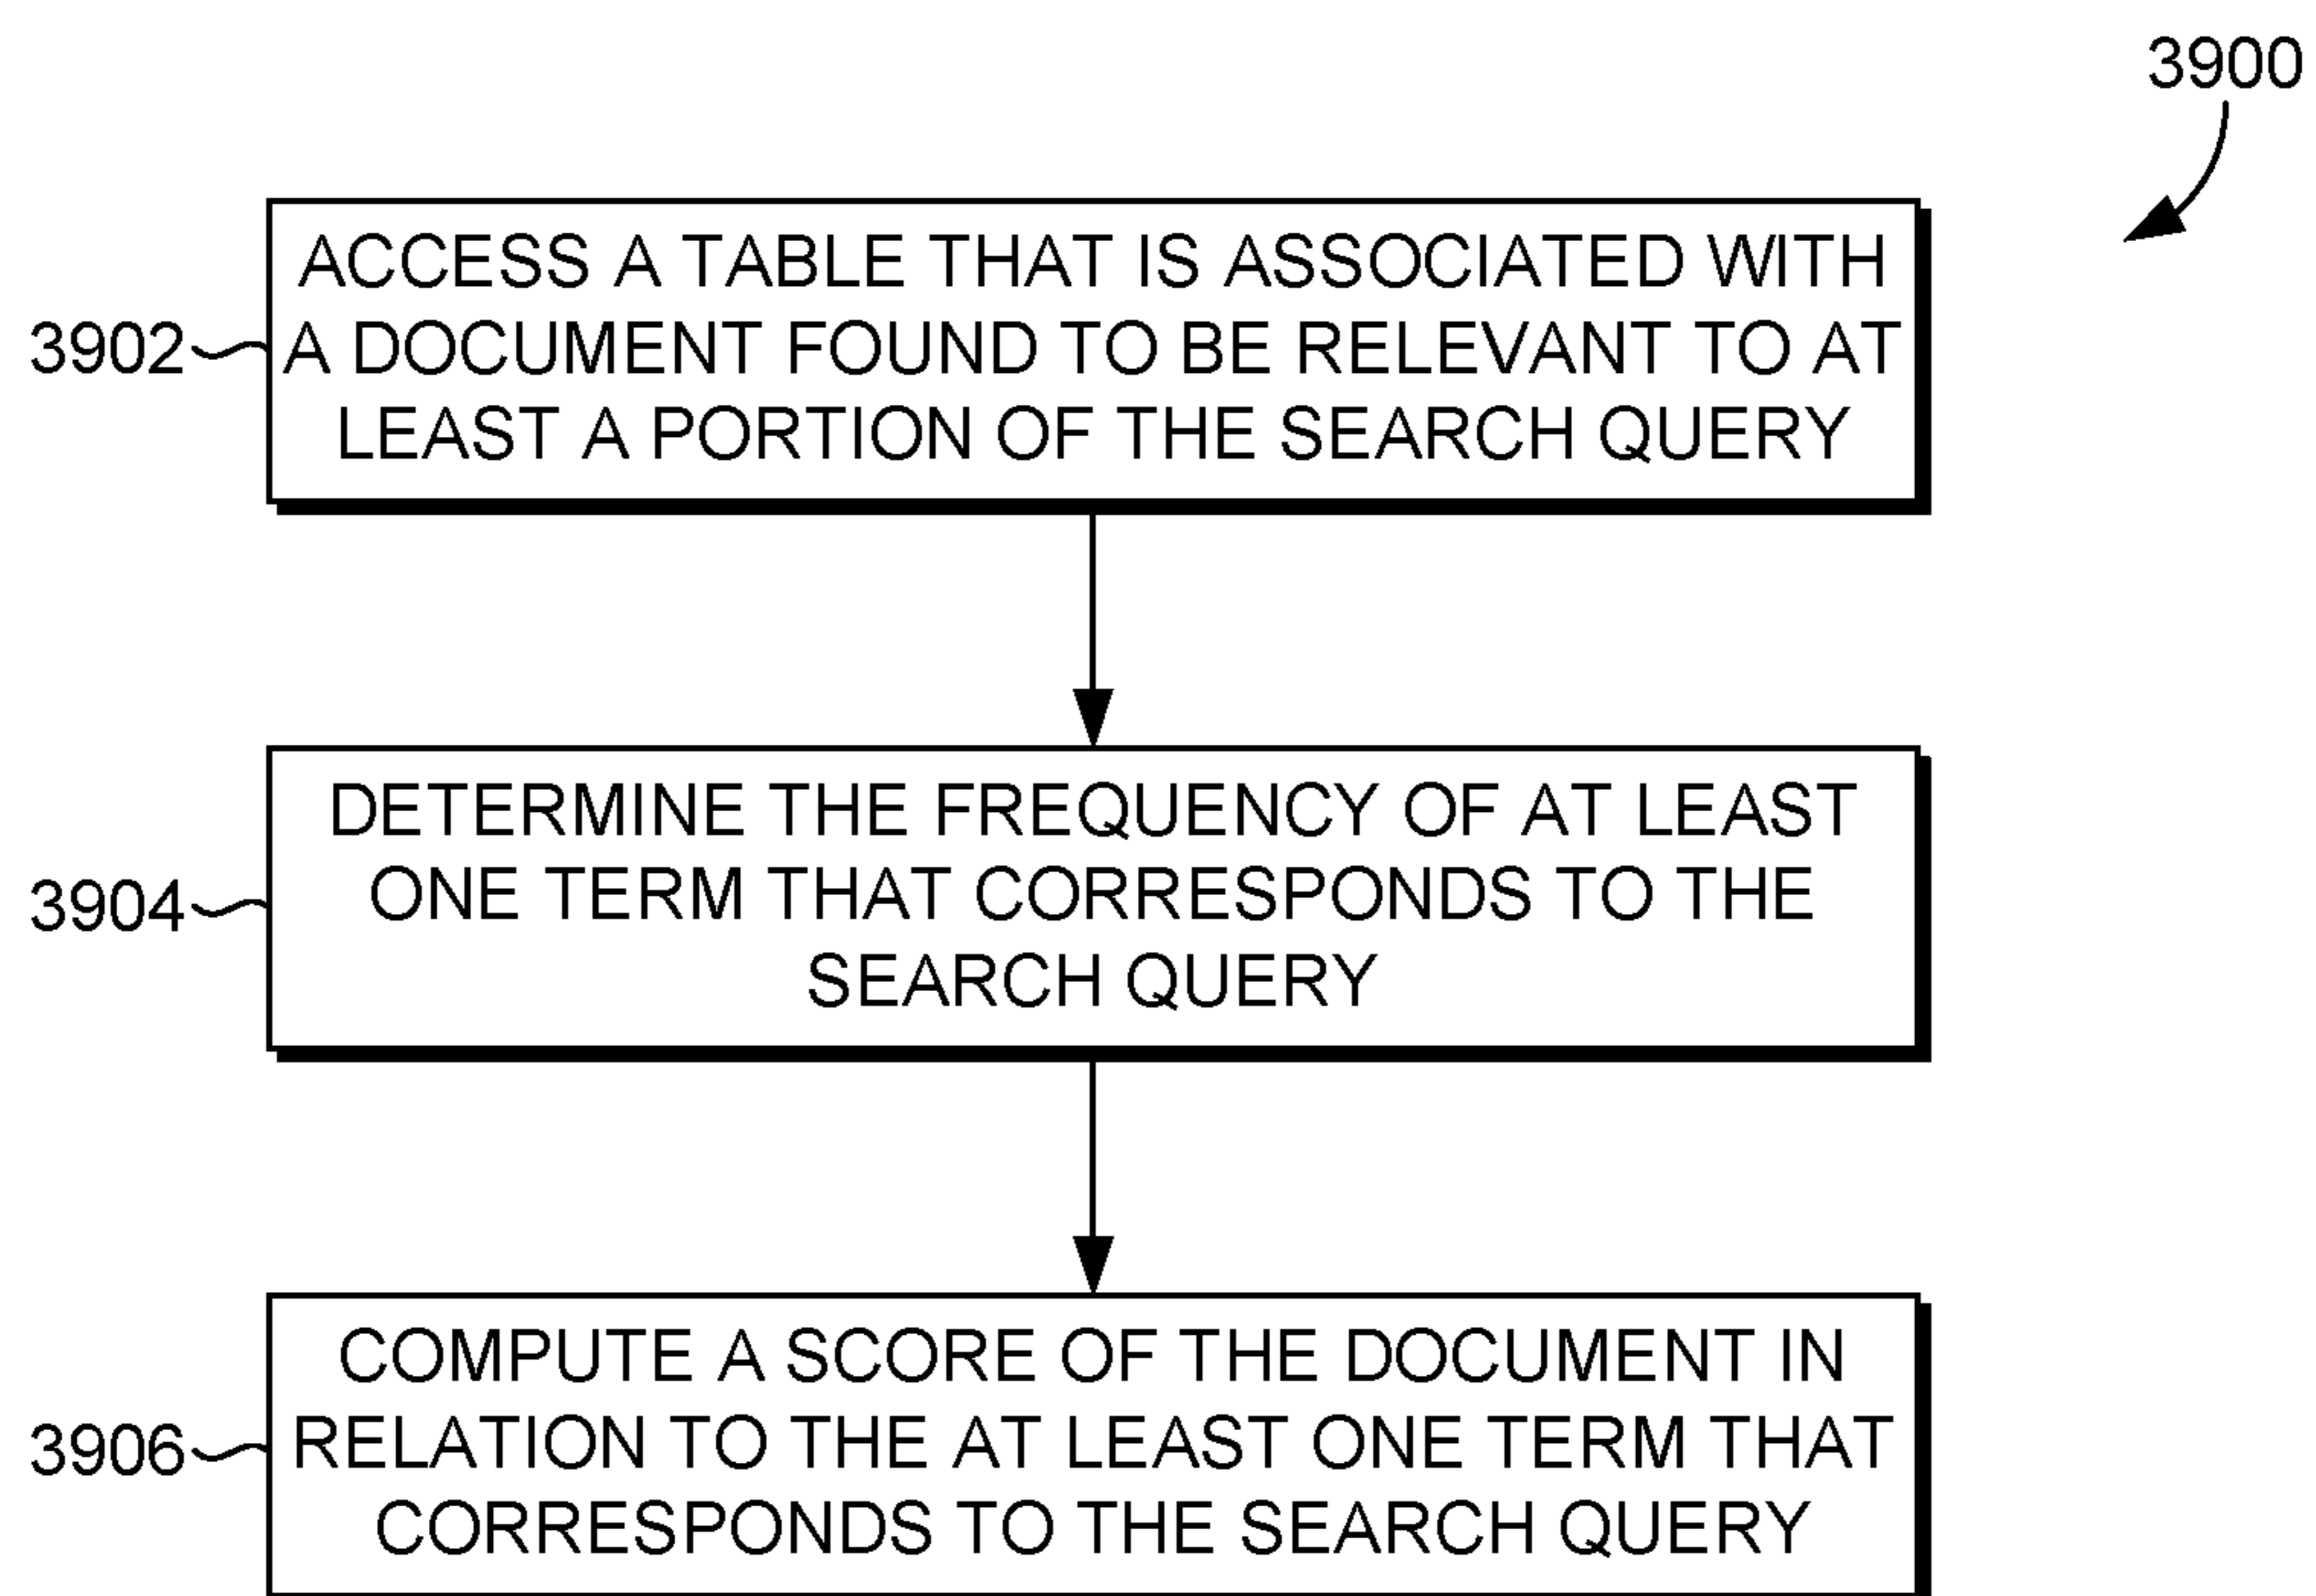 3900
ACCESS A TABLE THAT IS ASSOCIATED WITH
3902 A DOCUMENT FOUND TO BE RELEVANT TO AT
LEAST A PORTION OF THE SEARCH QUERY
DETERMINE THE FREQUENCY OF AT LEAST
3904 ONE TERM THAT CORRESPONDS TO THE
SEARCH QUERY
COMPUTE A SCORE OF THE DOCUMENT IN
3906 RELATION TO THE AT LEAST ONE TERM THAT
CORRESPONDS TO THE SEARCH QUERY